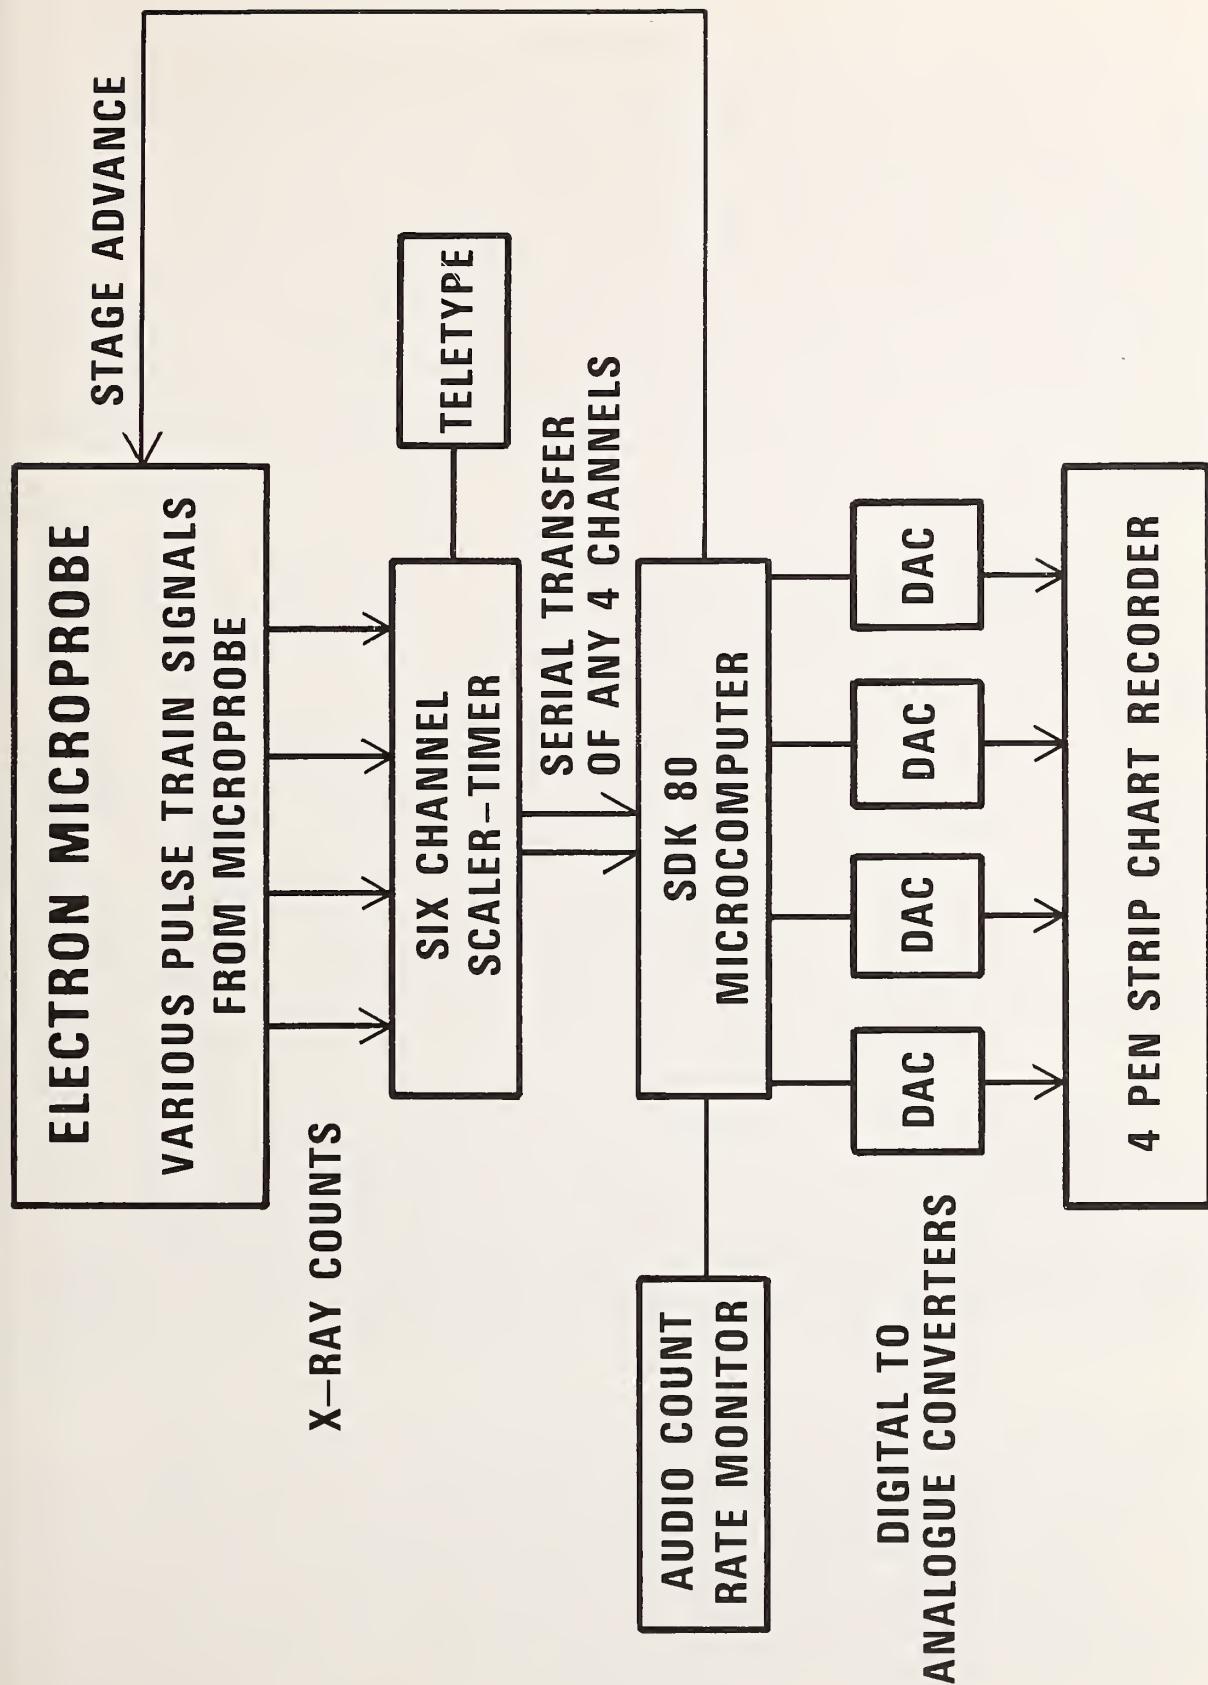 STAGE ADVANCE
ELECTRON MICROPROBE
VARIOUS PULSE TRAIN SIGNALS
FROM MICROPROBE
X-RAY COUNTS
SIX CHANNEL
SCALER-TIMER
TELETYPE
SERIAL TRANSFER
OF ANY 4 CHANNELS
AUDIO COUNT
RATE MONITOR
SDK 80
MICROCOMPUTER
DIGITAL TO
ANALOGUE CONVERTERS
DAC
DAC
DAC
DAC
4 PEN STRIP CHART RECORDER